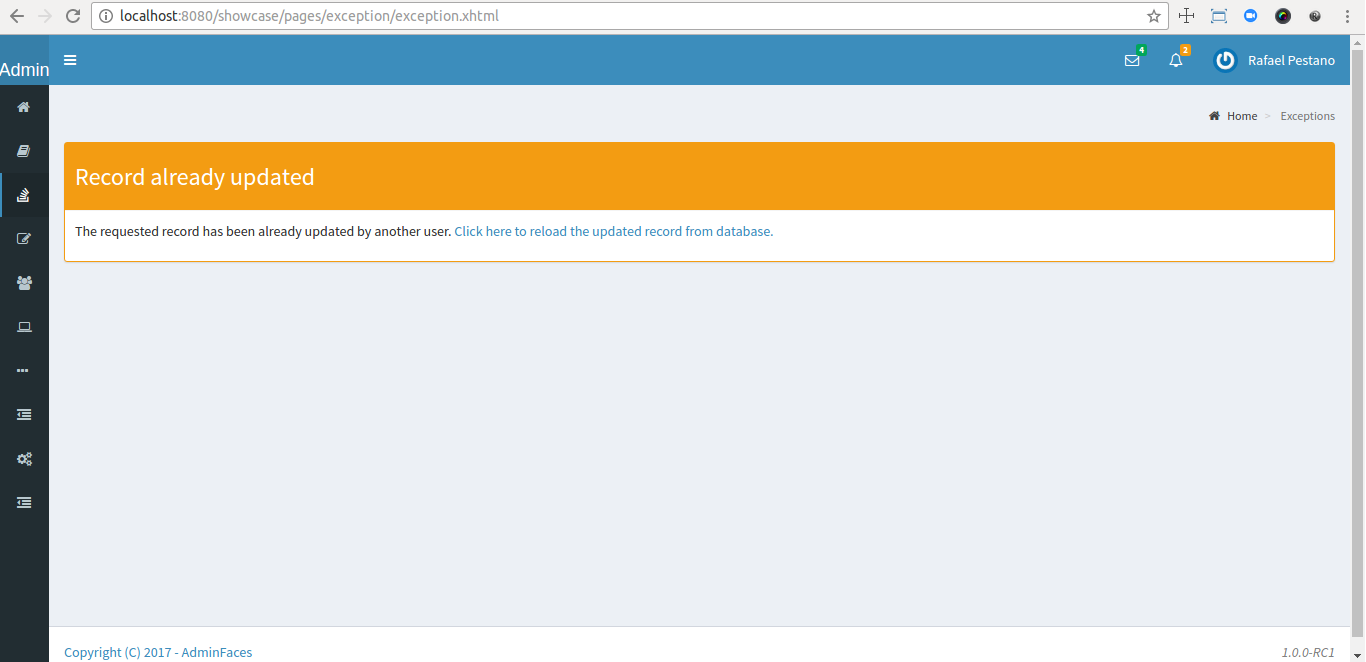 localhost:8080/showcase/pages/exception/exception.xhtml
Admin
4
2
Rafael Pestano
Home > Exceptions
Record already updated
The requested record has been already updated by another user. Click here to reload the updated record from database.
Copyright (C) 2017 - AdminFaces
1.0.0-RC1